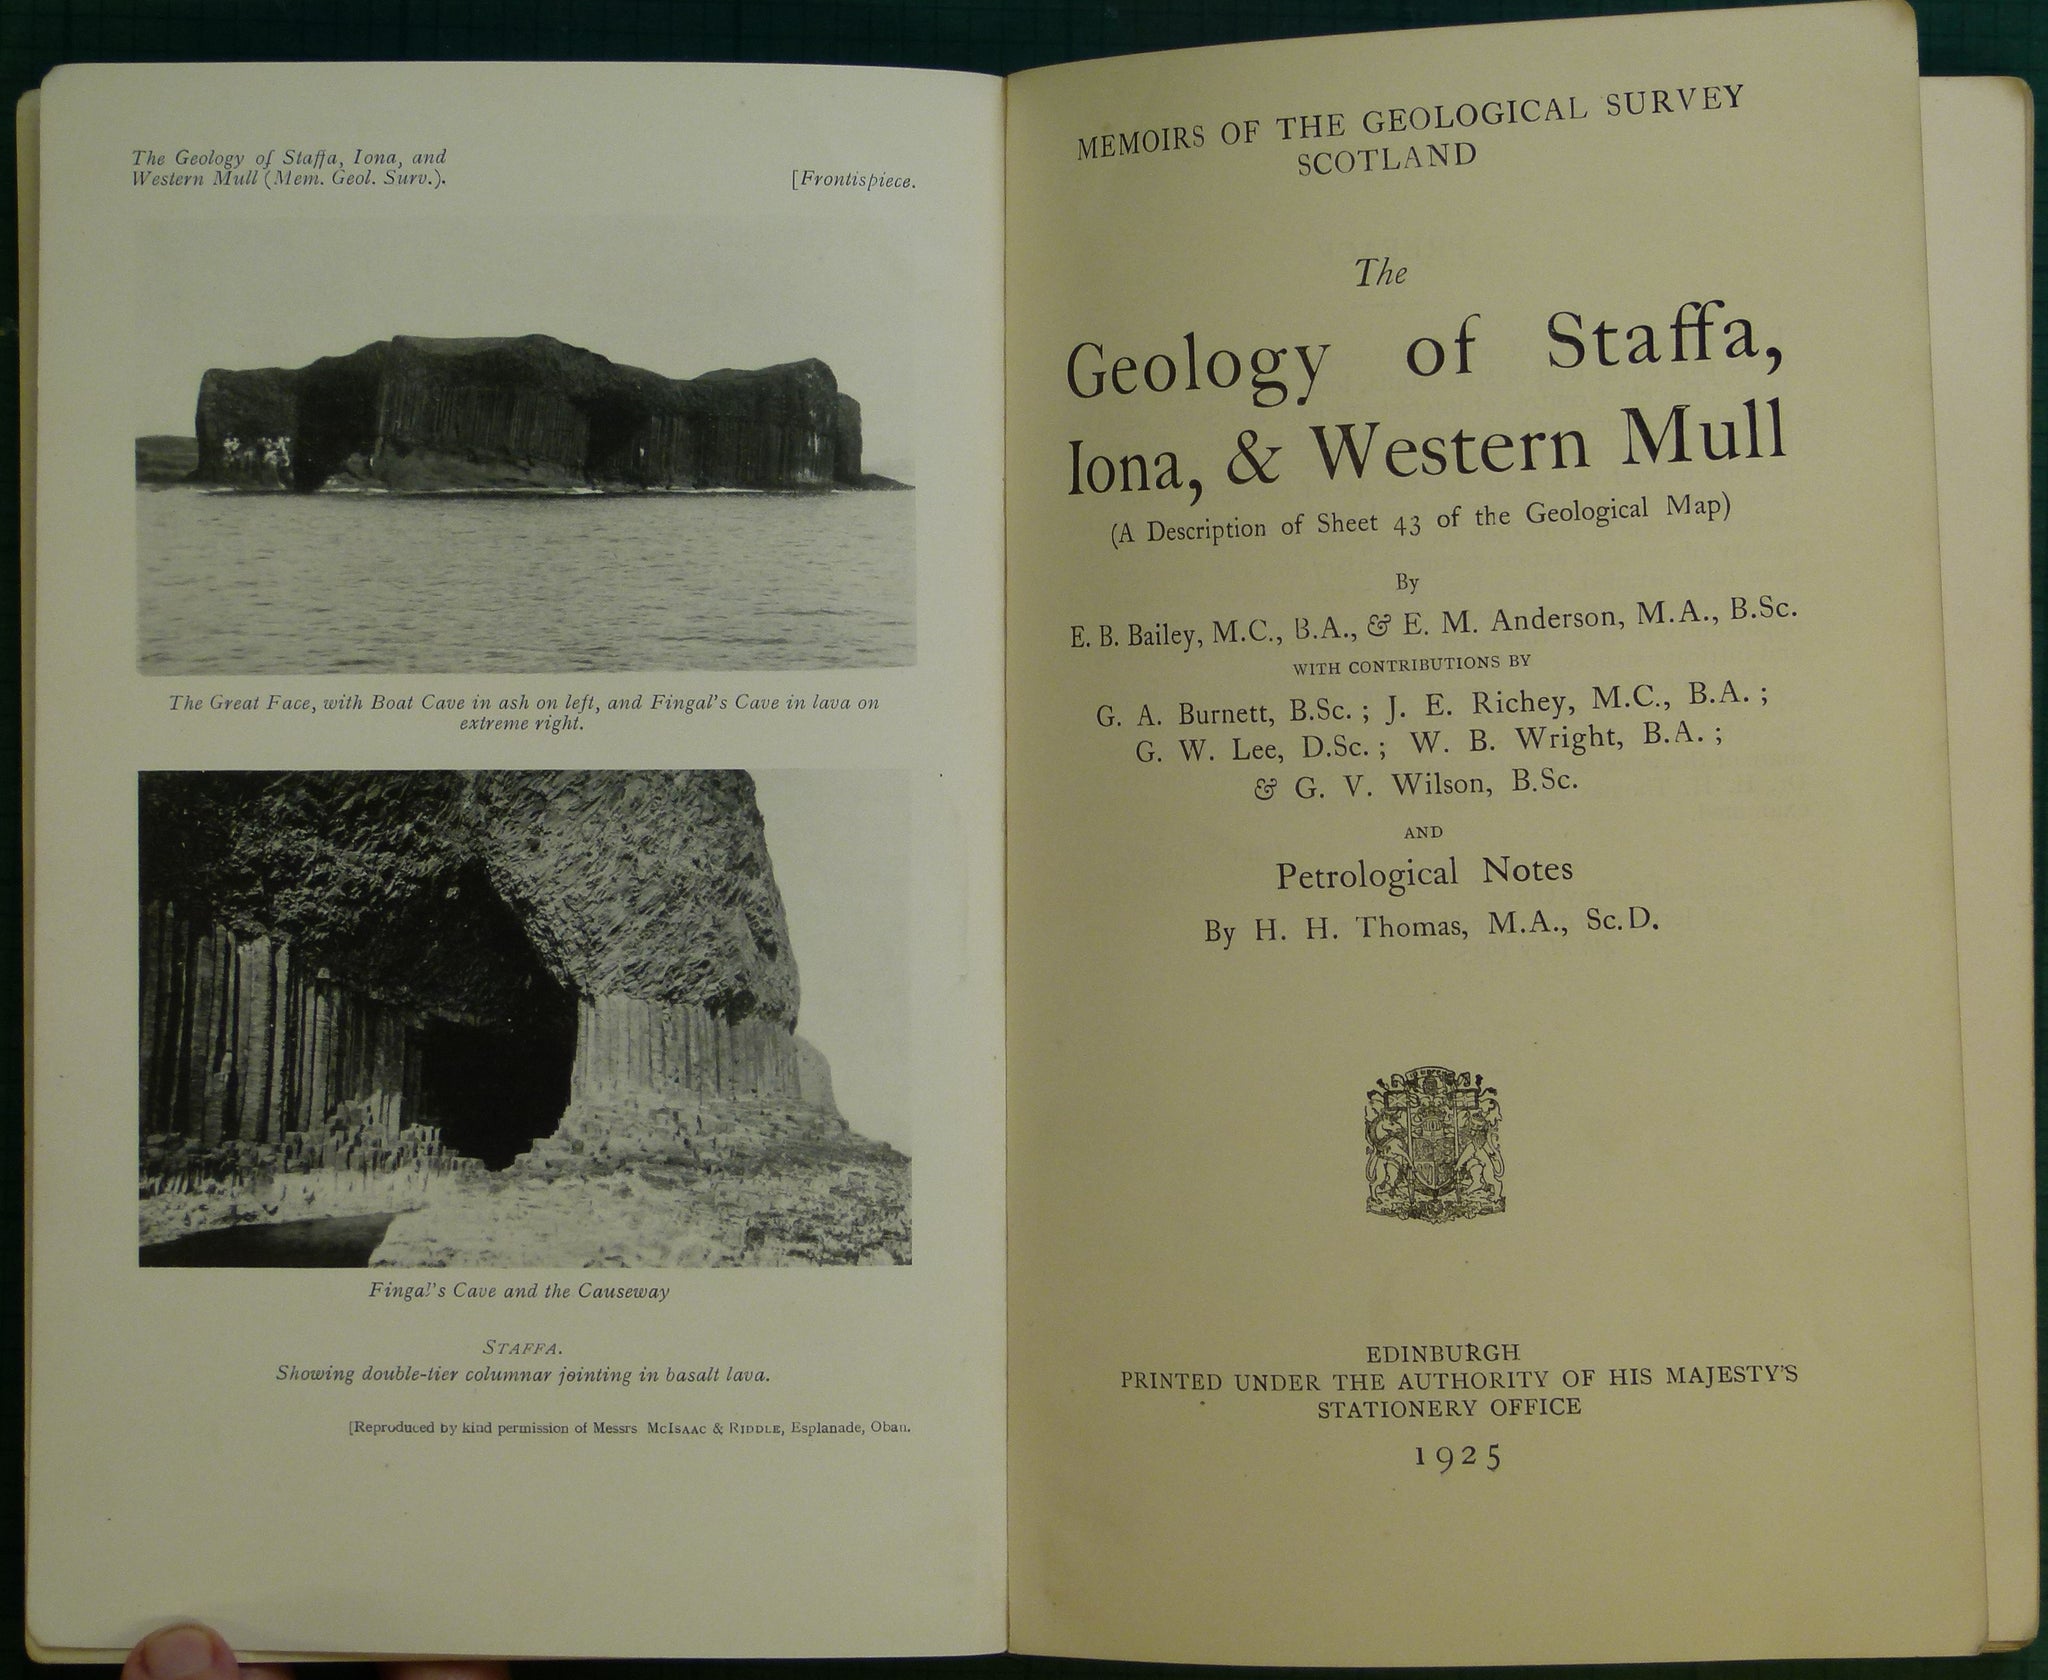 The Geology of Staffa, Iona, and
Western Mull (Mem. Geol. Surv.).
[Frontispiece.
The Great Face, with Boat Cave in ash on left, and Fingal's Cave in lava on
extreme right.
Fingal's Cave and the Causeway
STAFFA.
Showing double-tier columnar jointing in basalt lava.
[Reproduced by kind permission of Messrs McISAAC & RIDDLE, Esplanade, Oban.
MEMOIRS OF THE GEOLOGICAL SURVEY
SCOTLAND
The
Geology of Staffa,
Iona, & Western Mull
(A Description of Sheet 43 of the Geological Map)
By
E. B. Bailey, M.C., B.A., & E. M. Anderson, M.A., B.Sc.
WITH CONTRIBUTIONS BY
G. A. Burnett, B.Sc. ; J. E. Richey, M.C., B.A. ;
G. W. Lee, D.Sc. ; W. B. Wright, B.A. ;
& G. V. Wilson, B.Sc.
AND
Petrological Notes
By H. H. Thomas, M.A., Sc.D.
EDINBURGH
PRINTED UNDER THE AUTHORITY OF HIS MAJESTY'S
STATIONERY OFFICE
1925